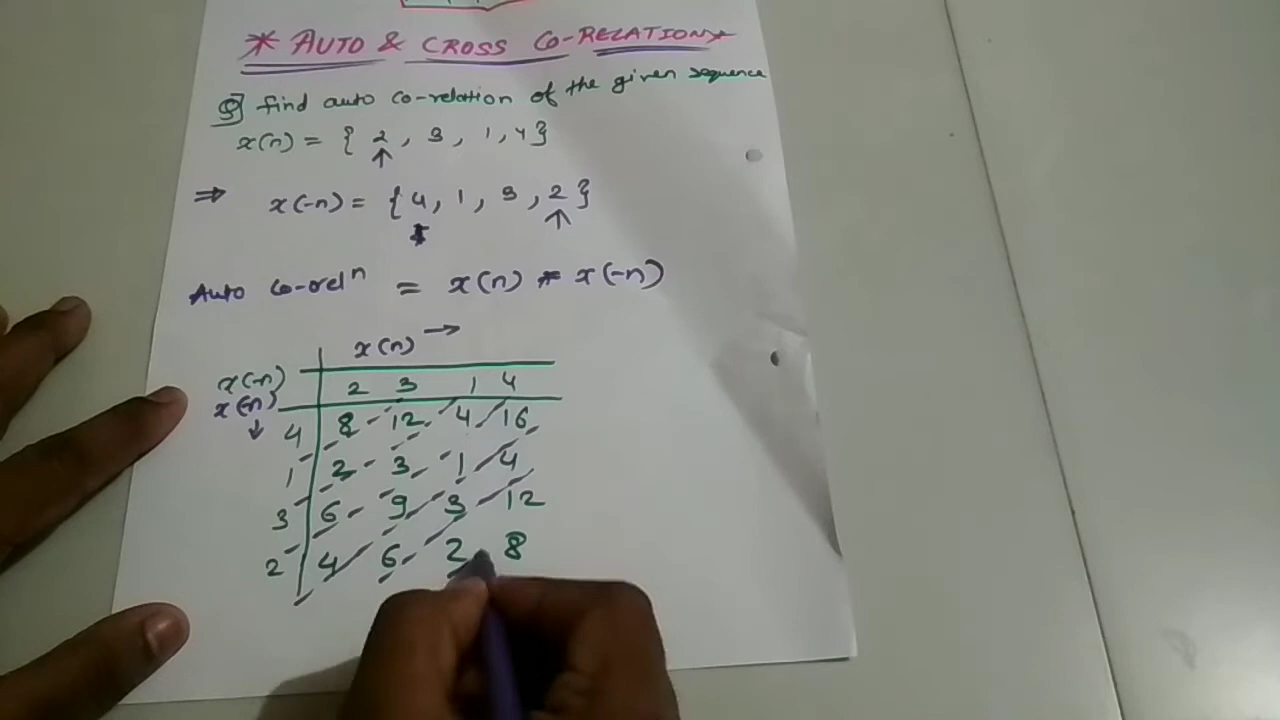 * AUTO & CROSS CO-RELATION *
Q] find auto co-relation of the given sequence
x(n) = { 2, 3, 1, 4 }
↑
⇒ x(-n) = { 4, 1, 3, 2 }
↑
Auto co-reln = x(n) * x(-n)
x(n) →
x(-n)
x(n) 2 3 1 4
↓
4 8 12 4 16
1 2 3 1 4
3 6 9 3 12
2 4 6 2 8